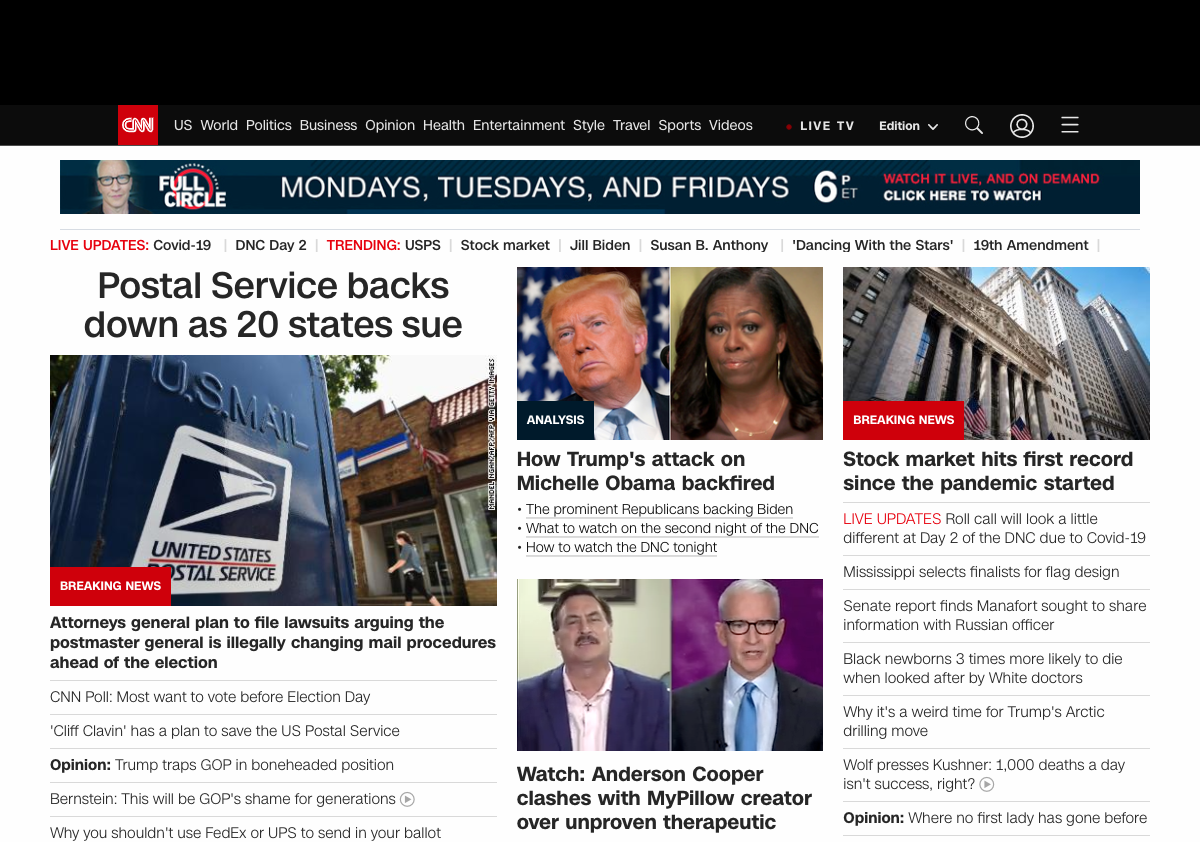 CNN
US World Politics Business Opinion Health Entertainment Style Travel Sports Videos
LIVE TV
Edition
FULL CIRCLE
MONDAYS, TUESDAYS, AND FRIDAYS
6 P ET
WATCH IT LIVE, AND ON DEMAND
CLICK HERE TO WATCH
LIVE UPDATES: Covid-19 | DNC Day 2 | TRENDING: USPS | Stock market | Jill Biden | Susan B. Anthony | 'Dancing With the Stars' | 19th Amendment |
Postal Service backs
down as 20 states sue
U.S. MAIL
UNITED STATES
POSTAL SERVICE
MANDEL NGAN/AFP/AFP VIA GETTY IMAGES
BREAKING NEWS
Attorneys general plan to file lawsuits arguing the
postmaster general is illegally changing mail procedures
ahead of the election
CNN Poll: Most want to vote before Election Day
'Cliff Clavin' has a plan to save the US Postal Service
Opinion: Trump traps GOP in boneheaded position
Bernstein: This will be GOP's shame for generations
Why you shouldn't use FedEx or UPS to send in your ballot
ANALYSIS
How Trump's attack on
Michelle Obama backfired
• The prominent Republicans backing Biden
• What to watch on the second night of the DNC
• How to watch the DNC tonight
Watch: Anderson Cooper
clashes with MyPillow creator
over unproven therapeutic
BREAKING NEWS
Stock market hits first record
since the pandemic started
LIVE UPDATES Roll call will look a little
different at Day 2 of the DNC due to Covid-19
Mississippi selects finalists for flag design
Senate report finds Manafort sought to share
information with Russian officer
Black newborns 3 times more likely to die
when looked after by White doctors
Why it's a weird time for Trump's Arctic
drilling move
Wolf presses Kushner: 1,000 deaths a day
isn't success, right?
Opinion: Where no first lady has gone before